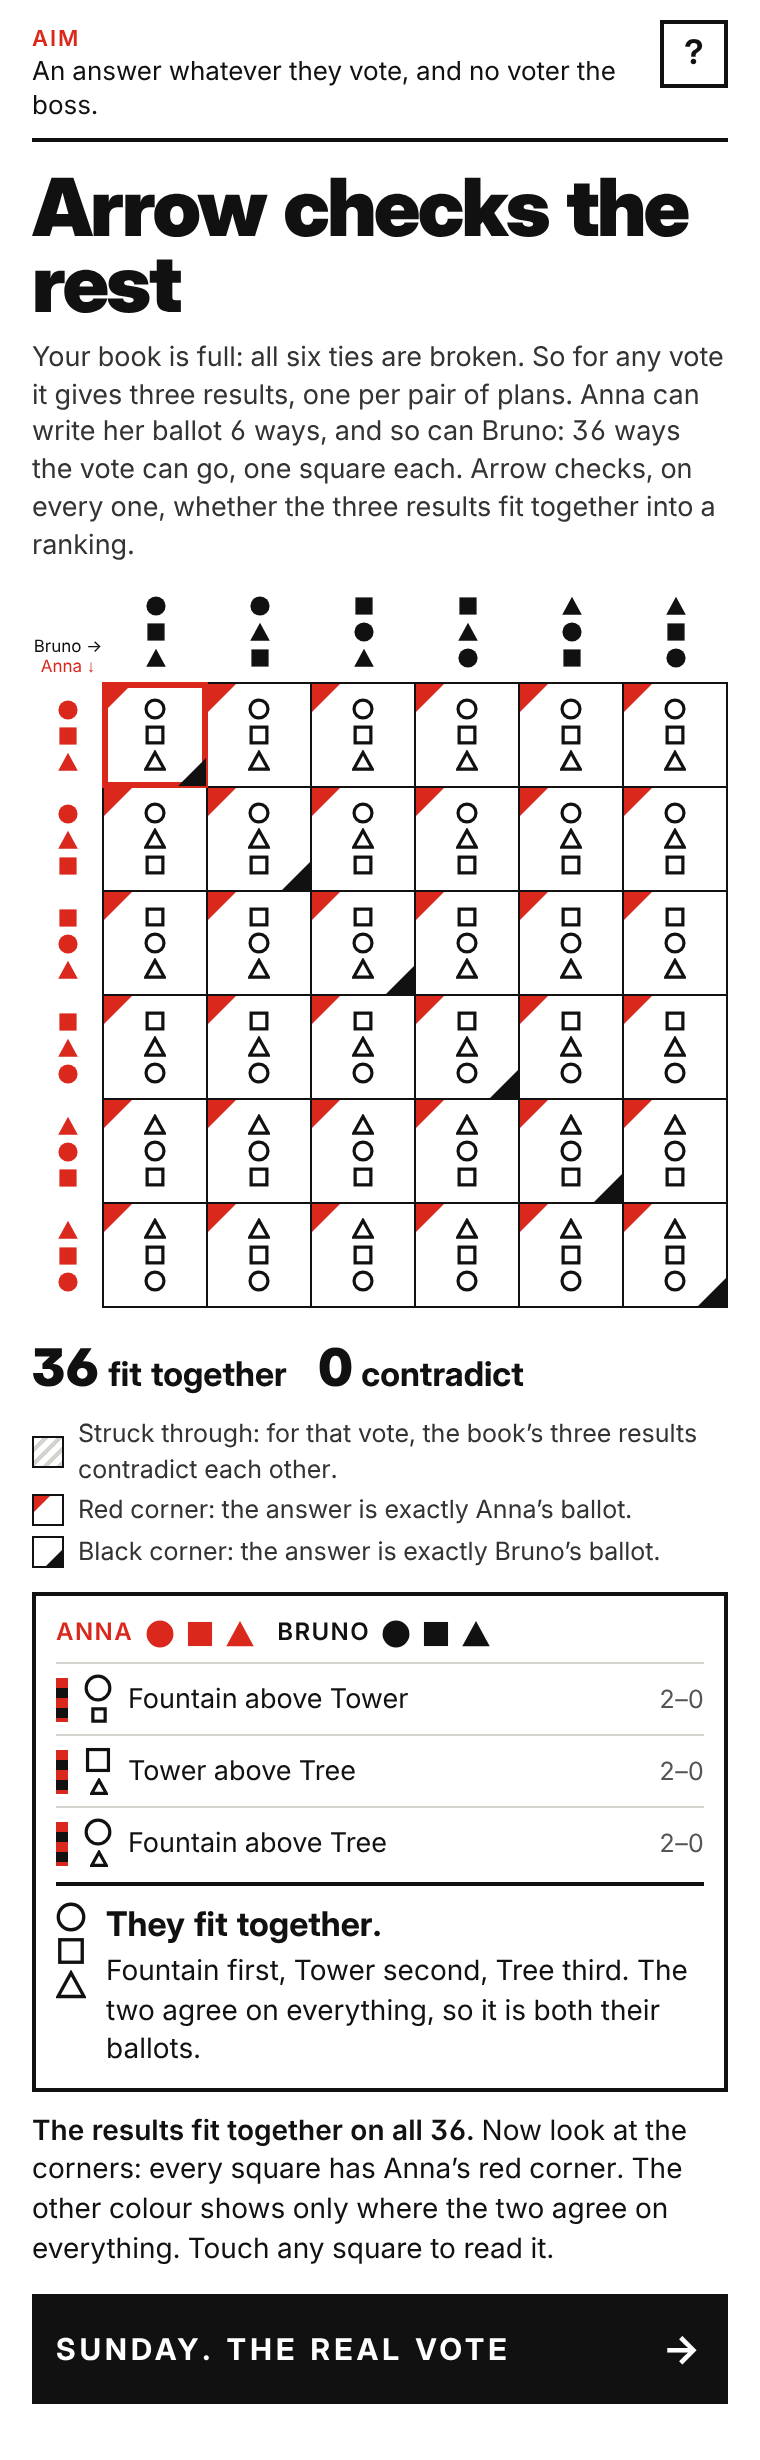 AIM
An answer whatever they vote, and no voter the
boss.
?
Arrow checks the
rest
Your book is full: all six ties are broken. So for any vote
it gives three results, one per pair of plans. Anna can
write her ballot 6 ways, and so can Bruno: 36 ways
the vote can go, one square each. Arrow checks, on
every one, whether the three results fit together into a
ranking.
Bruno →
Anna ↓
36 fit together 0 contradict
Struck through: for that vote, the book’s three results
contradict each other.
Red corner: the answer is exactly Anna’s ballot.
Black corner: the answer is exactly Bruno’s ballot.
ANNA BRUNO
Fountain above Tower 2–0
Tower above Tree 2–0
Fountain above Tree 2–0
They fit together.
Fountain first, Tower second, Tree third. The
two agree on everything, so it is both their
ballots.
The results fit together on all 36. Now look at the
corners: every square has Anna’s red corner. The
other colour shows only where the two agree on
everything. Touch any square to read it.
SUNDAY. THE REAL VOTE →